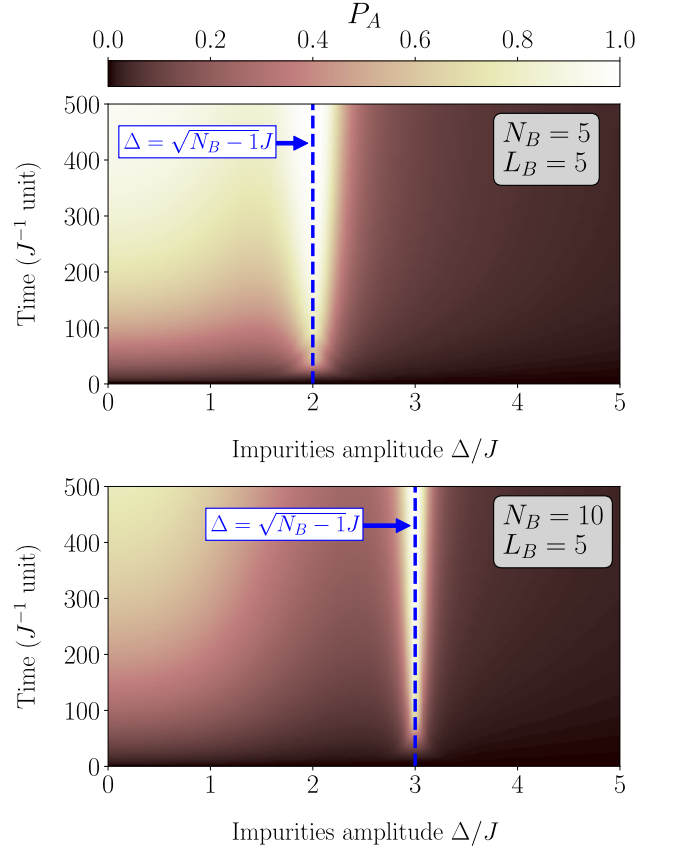 P_A
0.0 0.2 0.4 0.6 0.8 1.0
500
400
300
200
100
0
Time (J⁻¹ unit)
Δ = √(N_B − 1)J
N_B = 5
L_B = 5
0 1 2 3 4 5
Impurities amplitude Δ/J
500
400
300
200
100
0
Time (J⁻¹ unit)
Δ = √(N_B − 1)J
N_B = 10
L_B = 5
0 1 2 3 4 5
Impurities amplitude Δ/J